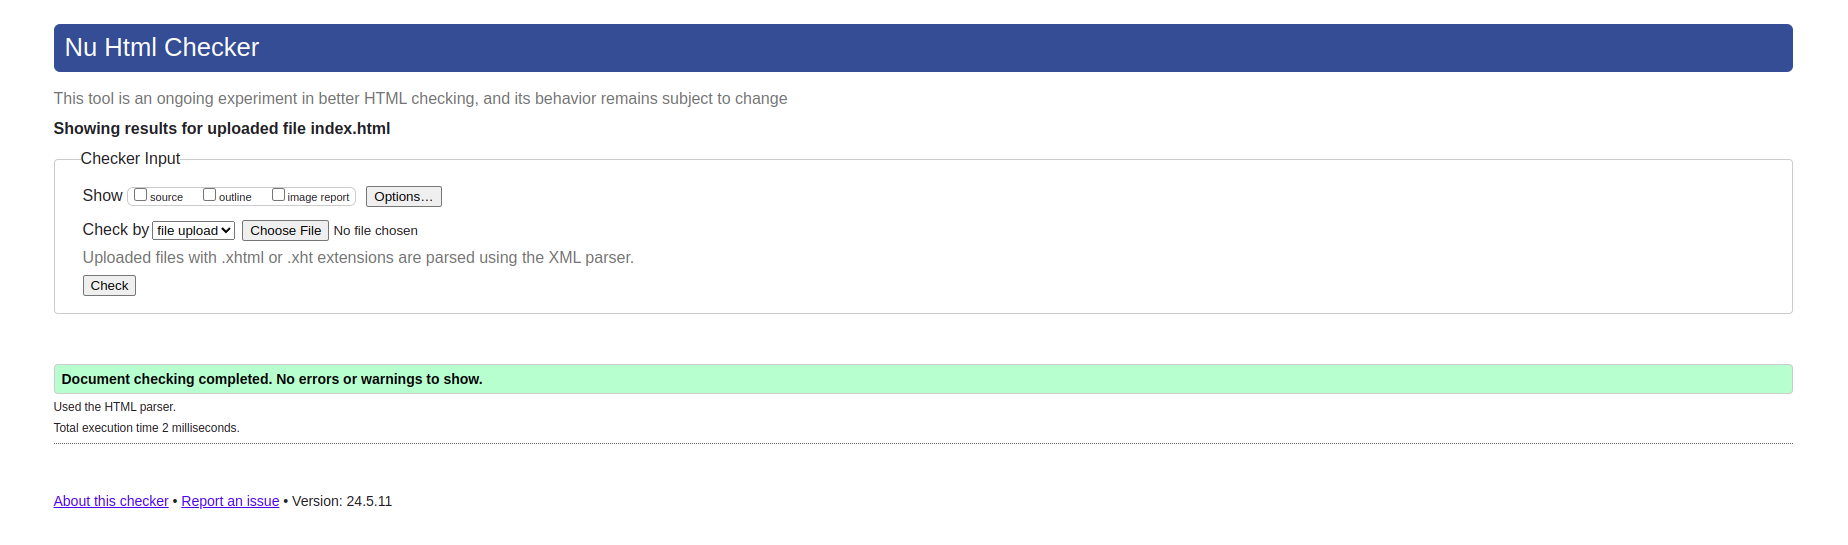 Nu Html Checker
This tool is an ongoing experiment in better HTML checking, and its behavior remains subject to change
Showing results for uploaded file index.html
Checker Input
Show source outline image report Options…
Check by file upload Choose File No file chosen
Uploaded files with .xhtml or .xht extensions are parsed using the XML parser.
Check
Document checking completed. No errors or warnings to show.
Used the HTML parser.
Total execution time 2 milliseconds.
About this checker • Report an issue • Version: 24.5.11